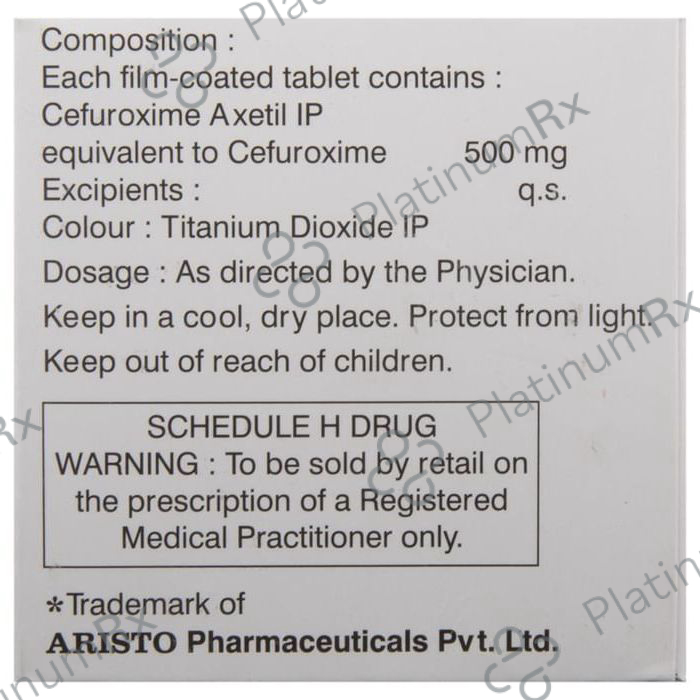 Composition :
Each film-coated tablet contains :
Cefuroxime Axetil IP
equivalent to Cefuroxime 500 mg
Excipients : q.s.
Colour : Titanium Dioxide IP
Dosage : As directed by the Physician.
Keep in a cool, dry place. Protect from light.
Keep out of reach of children.
SCHEDULE H DRUG
WARNING : To be sold by retail on
the prescription of a Registered
Medical Practitioner only.
*Trademark of
ARISTO Pharmaceuticals Pvt. Ltd.
PlatinumRx
PlatinumRx